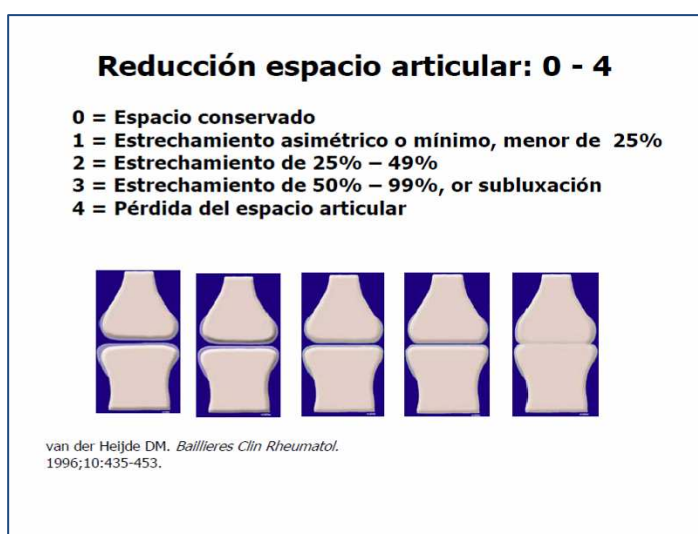 Reducción espacio articular: 0 - 4
0 = Espacio conservado
1 = Estrechamiento asimétrico o mínimo, menor de 25%
2 = Estrechamiento de 25% – 49%
3 = Estrechamiento de 50% – 99%, or subluxación
4 = Pérdida del espacio articular
van der Heijde DM. Baillieres Clin Rheumatol.
1996;10:435-453.